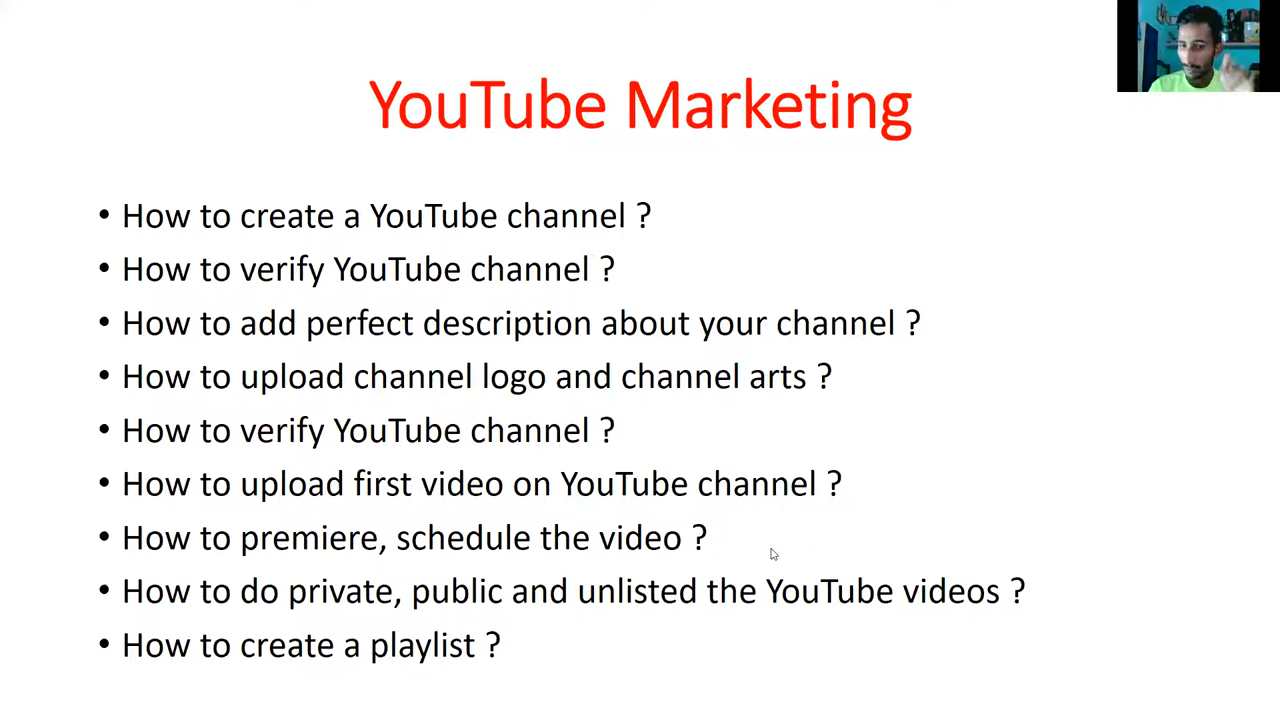 YouTube Marketing
• How to create a YouTube channel ?
• How to verify YouTube channel ?
• How to add perfect description about your channel ?
• How to upload channel logo and channel arts ?
• How to verify YouTube channel ?
• How to upload first video on YouTube channel ?
• How to premiere, schedule the video ?
• How to do private, public and unlisted the YouTube videos ?
• How to create a playlist ?